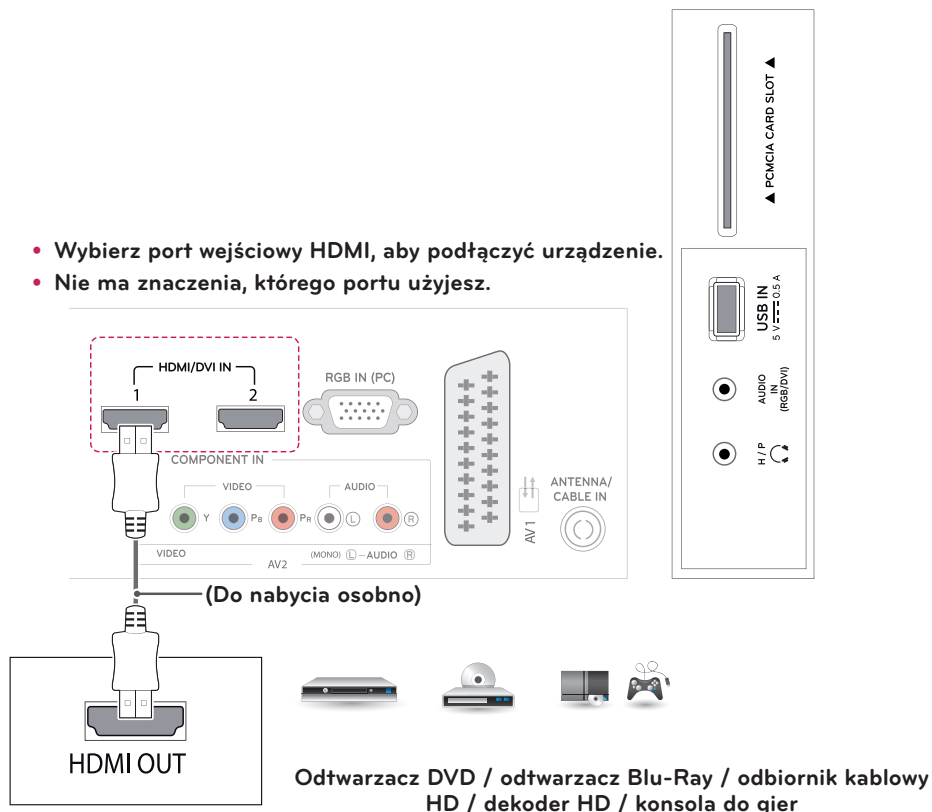 ▲ PCMCIA CARD SLOT ▲
• Wybierz port wejściowy HDMI, aby podłączyć urządzenie.
• Nie ma znaczenia, którego portu użyjesz.
USB IN
5 V 0.5 A
AUDIO
IN
(RGB/DVI)
H / P
HDMI/DVI IN
1 2
RGB IN (PC)
COMPONENT IN
VIDEO AUDIO
Y PB PR L R
VIDEO (MONO) L – AUDIO R
AV2
AV1
ANTENNA/
CABLE IN
(Do nabycia osobno)
HDMI OUT
Odtwarzacz DVD / odtwarzacz Blu-Ray / odbiornik kablowy
HD / dekoder HD / konsola do gier